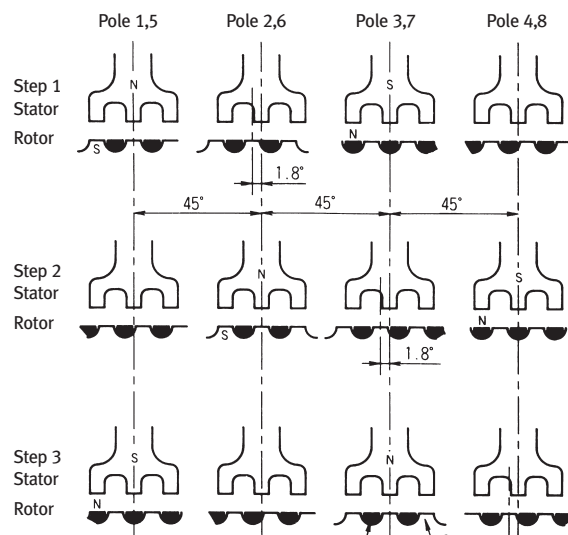 Pole 1,5 Pole 2,6 Pole 3,7 Pole 4,8
Step 1
Stator
N S
Rotor
S N
1.8°
45° 45° 45°
Step 2
Stator
N S
Rotor
S N
1.8°
Step 3
Stator
S N
Rotor
N